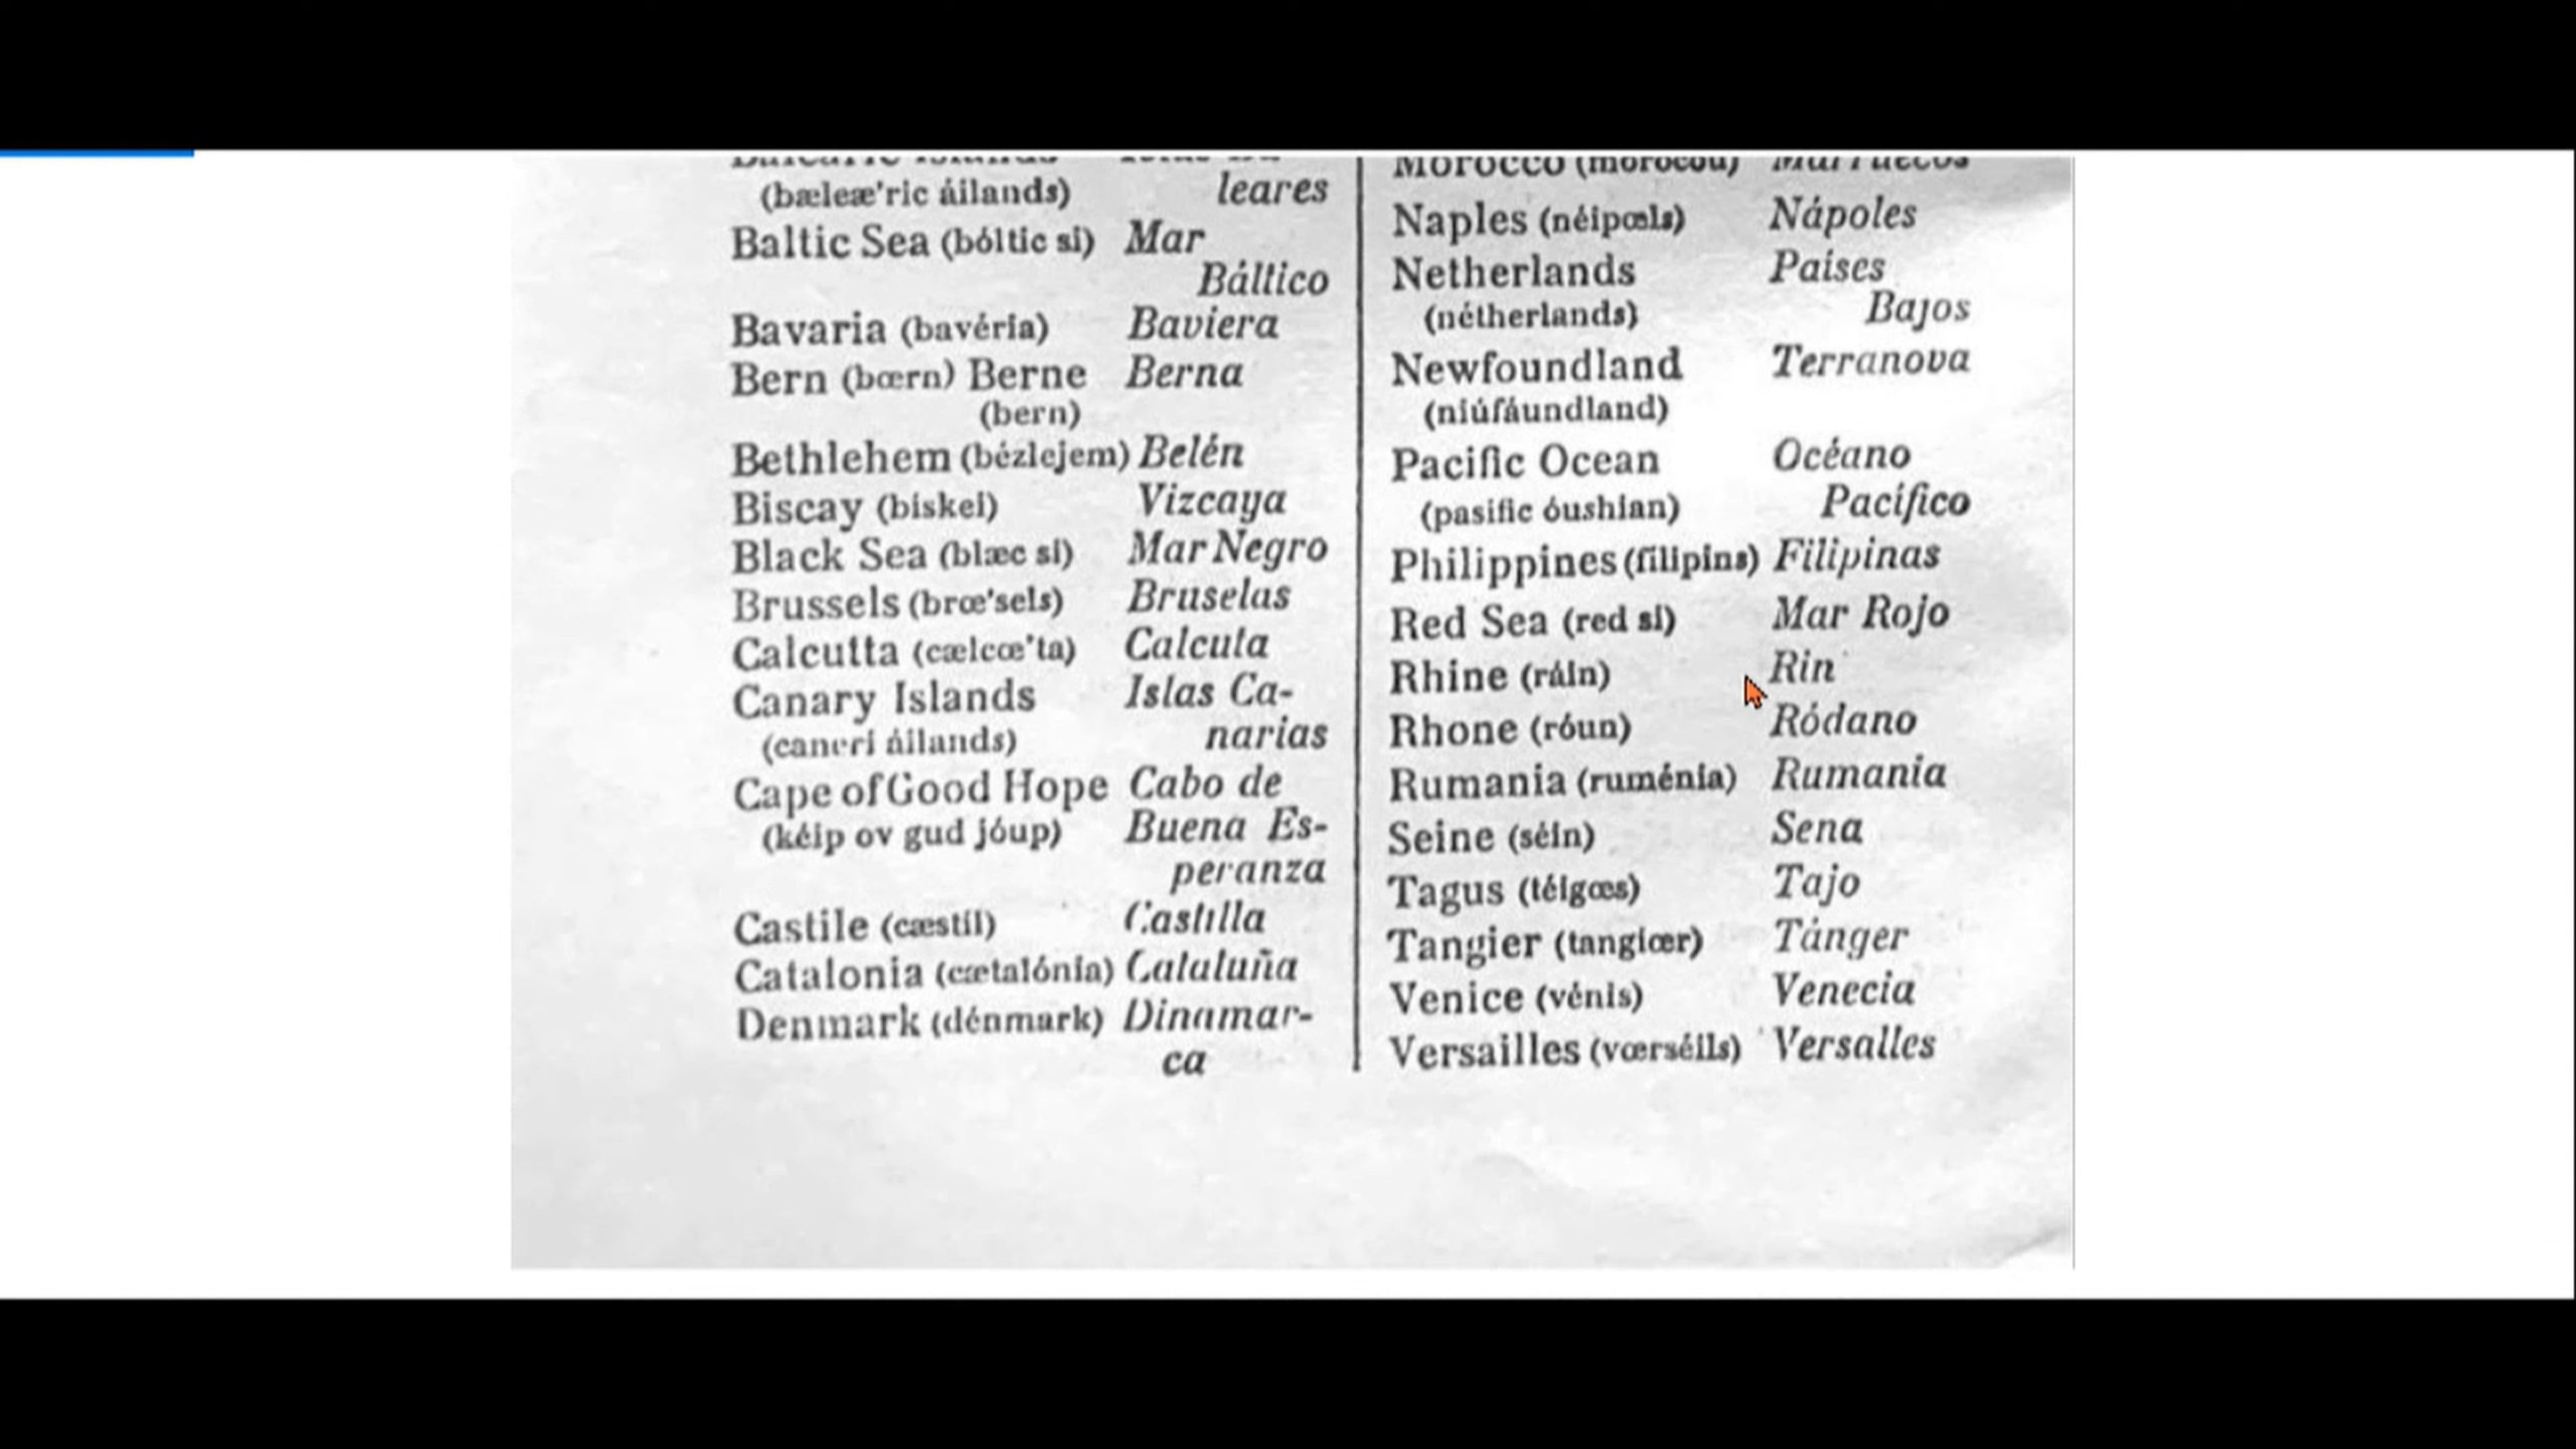 (bæleæ'ric áilands) leares
Baltic Sea (bóltic si) Mar
Báltico
Bavaria (bavéria) Baviera
Bern (bœrn) Berne Berna
(bern)
Bethlehem (bézlejem) Belén
Biscay (biskei) Vizcaya
Black Sea (blæc si) Mar Negro
Brussels (brœ'sels) Bruselas
Calcutta (cælcœ'ta) Calcuta
Canary Islands Islas Ca-
(caneri áilands) narias
Cape of Good Hope Cabo de
(kéip ov gud jóup) Buena Es-
peranza
Castile (cæstil) Castilla
Catalonia (cætalónia) Cataluña
Denmark (dénmark) Dinamar-
ca
Morocco (morocou) Marruecos
Naples (néipœls) Nápoles
Netherlands Países
(nétherlands) Bajos
Newfoundland Terranova
(niúfáundland)
Pacific Ocean Océano
(pasific óushian) Pacífico
Philippines (filipins) Filipinas
Red Sea (red si) Mar Rojo
Rhine (ráin) Rin
Rhone (róun) Ródano
Rumania (ruménia) Rumania
Seine (séin) Sena
Tagus (téigœs) Tajo
Tangier (tangiœr) Tánger
Venice (vénis) Venecia
Versailles (vœrséils) Versalles